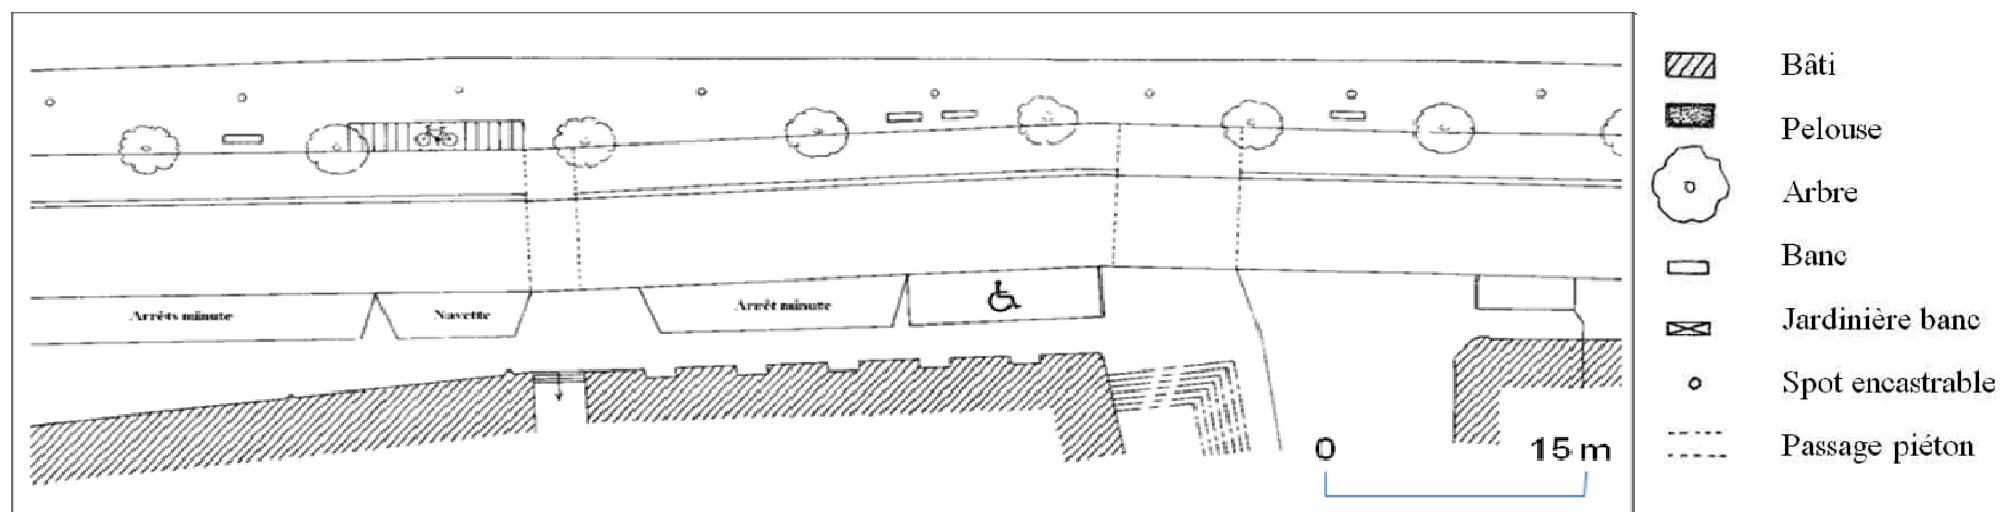 Arrêts minute
Navette
Arrêt minute
0 15 m
Bâti
Pelouse
Arbre
Banc
Jardinière banc
Spot encastrable
Passage piéton